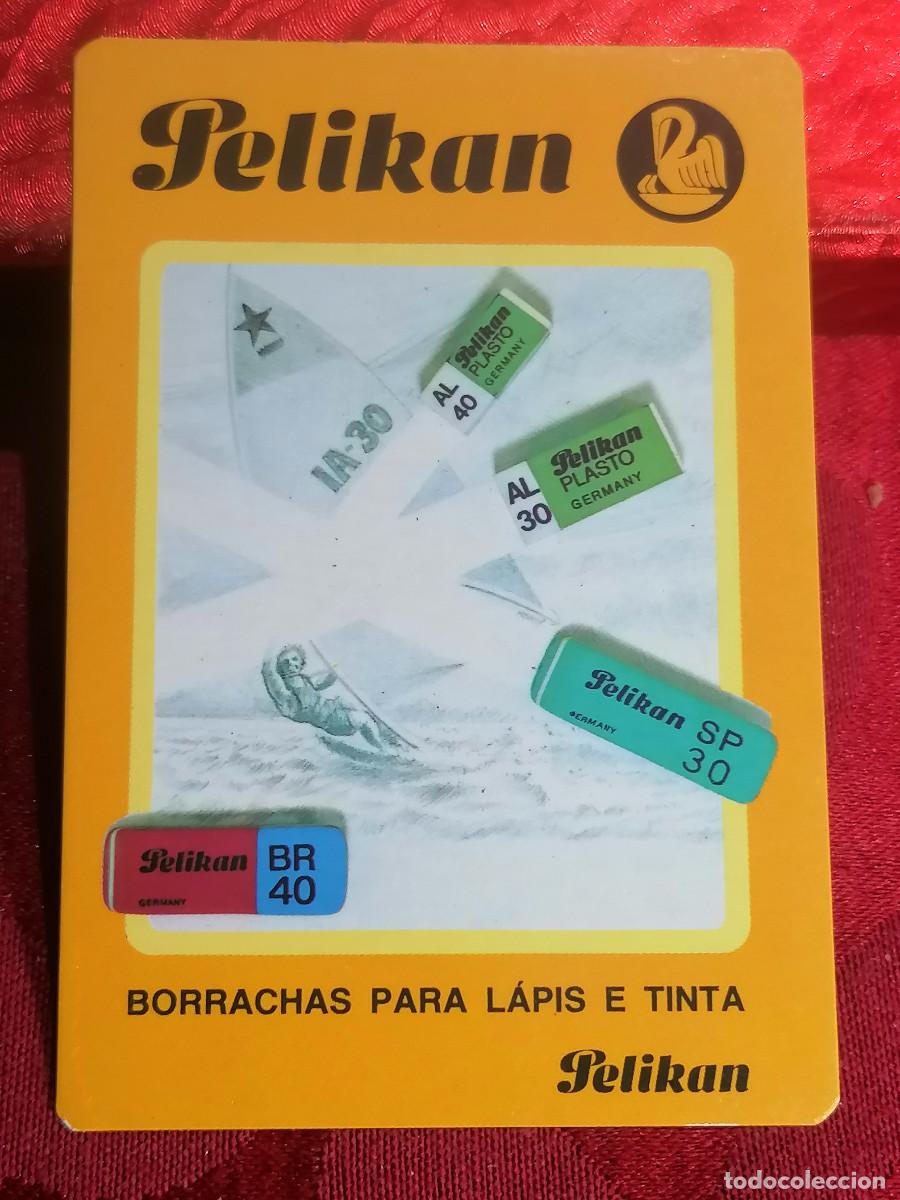 Pelikan
IA-30
Pelikan
PLASTO
GERMANY
AL
40
Pelikan
PLASTO
GERMANY
AL
30
Pelikan
GERMANY
SP
30
Pelikan
GERMANY
BR
40
BORRACHAS PARA LÁPIS E TINTA
Pelikan
todocoleccion